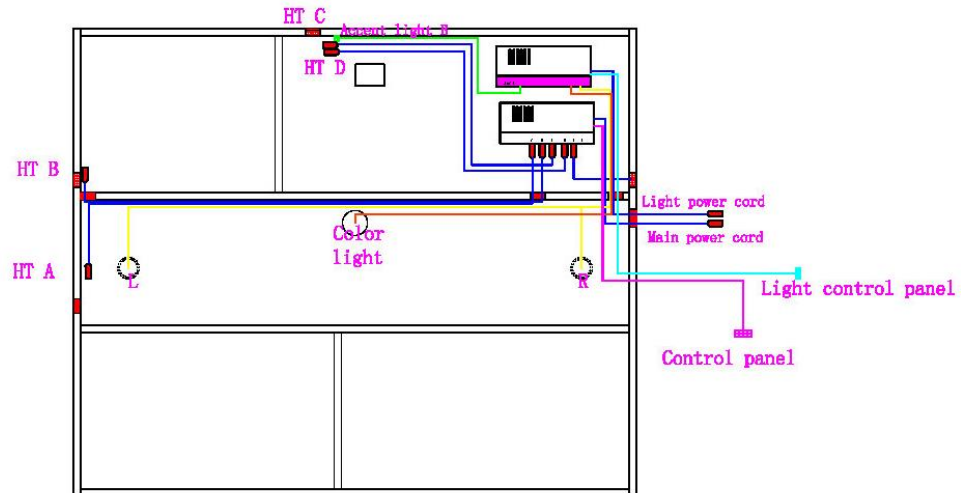 HT C
Accent light B
HT D
HT B
Light power cord
Color
light
Main power cord
HT A
L
R
Light control panel
Control panel